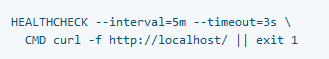 HEALTHCHECK --interval=5m --timeout=3s \
CMD curl -f http://localhost/ || exit 1